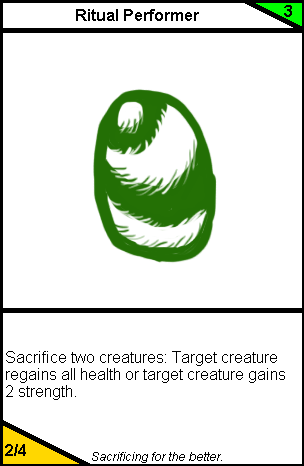 Ritual Performer
3
Sacrifice two creatures: Target creature
regains all health or target creature gains
2 strength.
2/4
Sacrificing for the better.